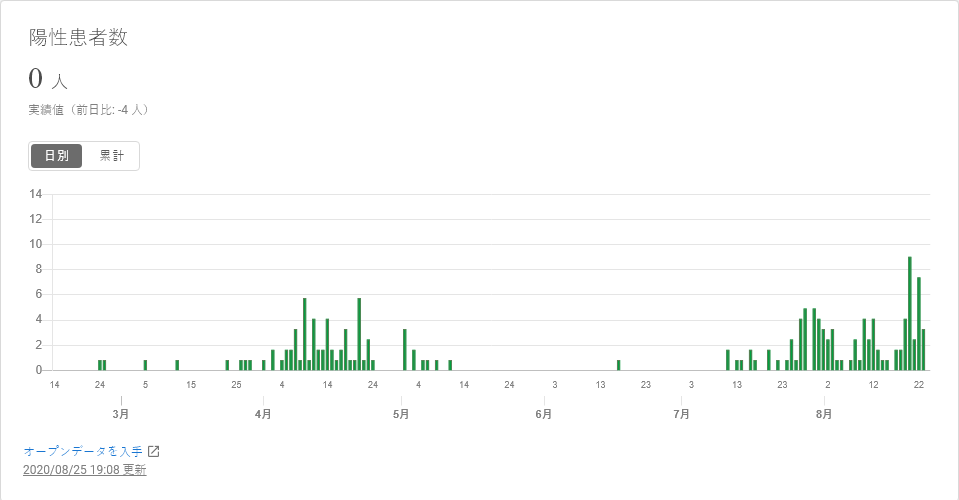 陽性患者数
0 人
実績値（前日比: -4 人）
日別 累計
14
12
10
8
6
4
2
0
14 24 5 15 25 4 14 24 4 14 24 3 13 23 3 13 23 2 12 22
3月 4月 5月 6月 7月 8月
オープンデータを入手
2020/08/25 19:08 更新